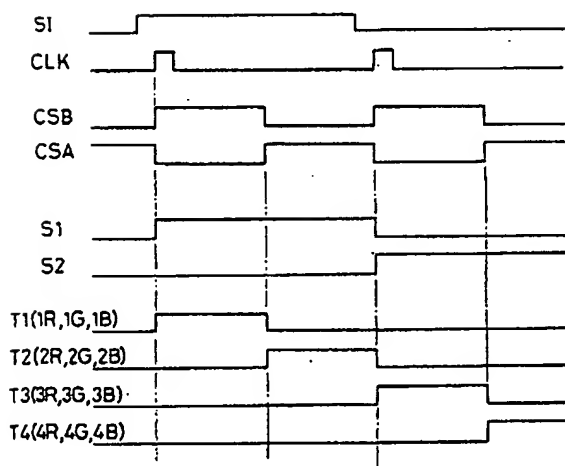 SI
CLK
CSB
CSA
S1
S2
T1(1R,1G,1B)
T2(2R,2G,2B)
T3(3R,3G,3B)
T4(4R,4G,4B)